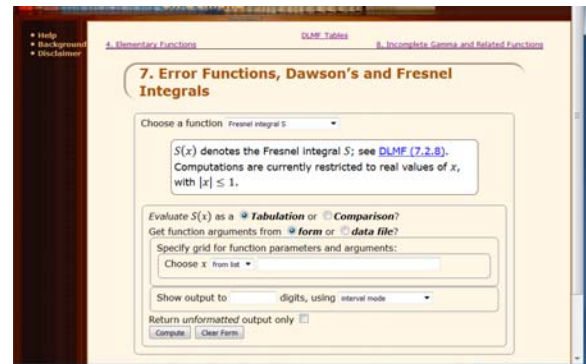 • Help
• Background
• Disclaimer
DLMF Tables
4. Elementary Functions
8. Incomplete Gamma and Related Functions
7. Error Functions, Dawson's and Fresnel
Integrals
Choose a function Fresnel integral S
S(x) denotes the Fresnel integral S; see DLMF (7.2.8).
Computations are currently restricted to real values of x,
with |x| ≤ 1.
Evaluate S(x) as a Tabulation or Comparison?
Get function arguments from form or data file?
Specify grid for function parameters and arguments:
Choose x from list
Show output to digits, using interval mode
Return unformatted output only
Compute Clear Form